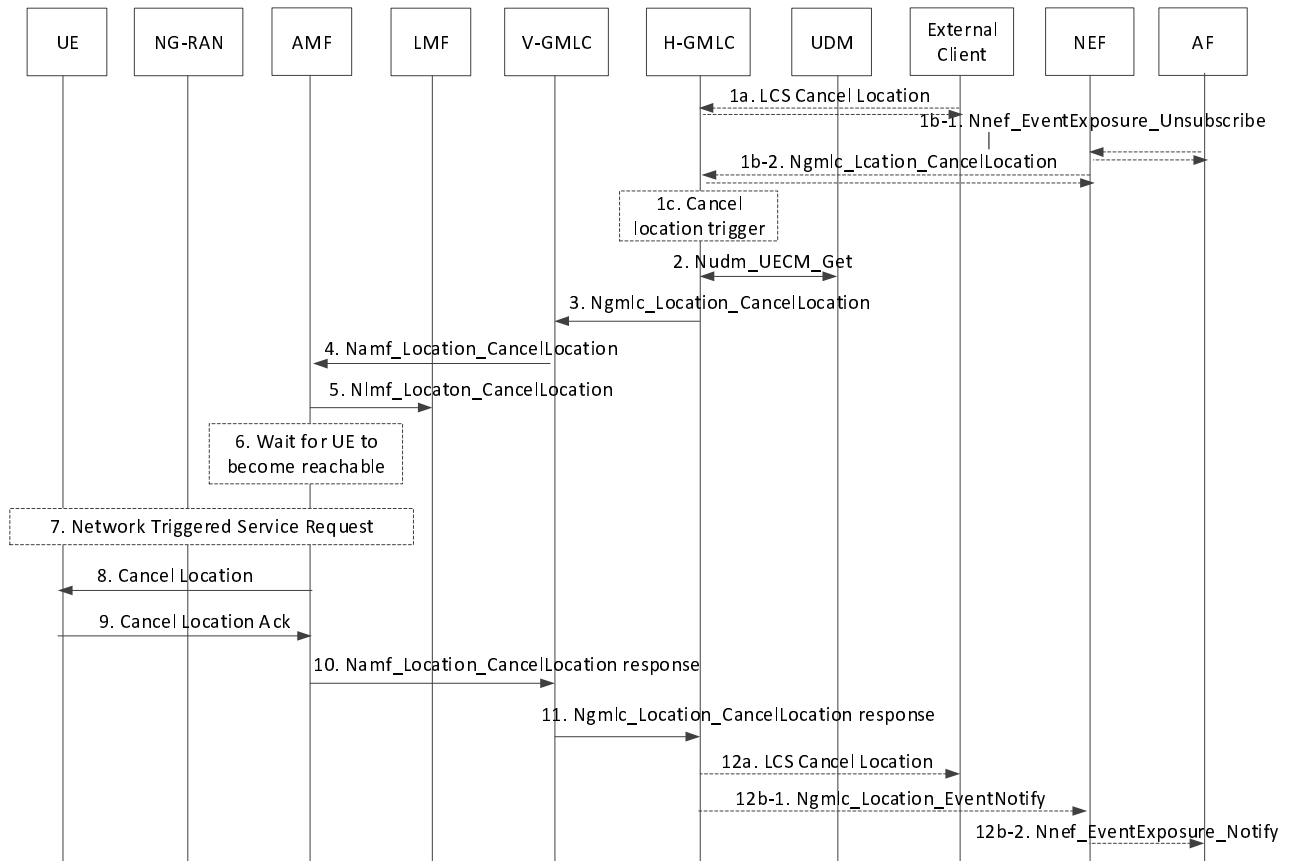 UE
NG-RAN
AMF
LMF
V-GMLC
H-GMLC
UDM
External
Client
NEF
AF
1a. LCS Cancel Location
1b-1. Nnef_EventExposure_Unsubscribe
1b-2. Ngmlc_Lcation_CancelLocation
1c. Cancel
location trigger
2. Nudm_UECM_Get
3. Ngmlc_Location_CancelLocation
4. Namf_Location_CancelLocation
5. Nlmf_Locaton_CancelLocation
6. Wait for UE to
become reachable
7. Network Triggered Service Request
8. Cancel Location
9. Cancel Location Ack
10. Namf_Location_CancelLocation response
11. Ngmlc_Location_CancelLocation response
12a. LCS Cancel Location
12b-1. Ngmlc_Location_EventNotify
12b-2. Nnef_EventExposure_Notify